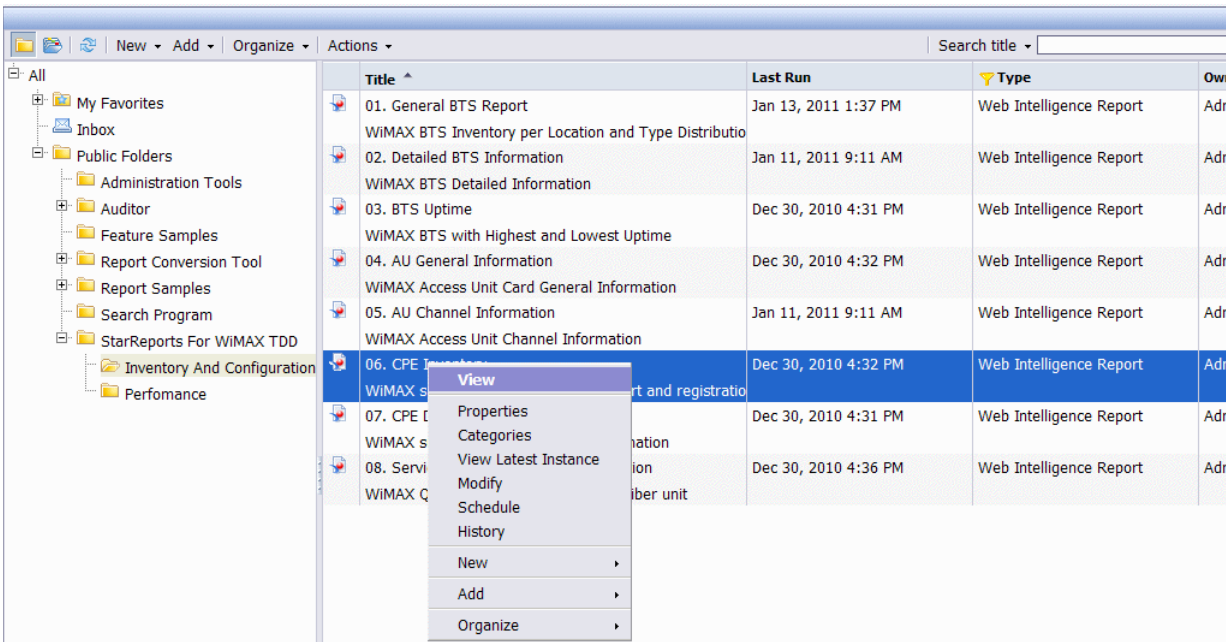 New Add Organize Actions Search title
All
My Favorites
Inbox
Public Folders
Administration Tools
Auditor
Feature Samples
Report Conversion Tool
Report Samples
Search Program
StarReports For WiMAX TDD
Inventory And Configuration
Perfomance
Title Last Run Type
01. General BTS Report Jan 13, 2011 1:37 PM Web Intelligence Report
WiMAX BTS Inventory per Location and Type
02. Detailed BTS Information Jan 11, 2011 9:11 AM Web Intelligence Report
WiMAX BTS Detailed Information
03. BTS Uptime Dec 30, 2010 4:31 PM Web Intelligence Report
WiMAX BTS with Highest and Lowest Uptime
04. AU General Information Dec 30, 2010 4:32 PM Web Intelligence Report
WiMAX Access Unit Card General Information
05. AU Channel Information Jan 11, 2011 9:11 AM Web Intelligence Report
WiMAX Access Unit Channel Information
06. CPE Inventory Dec 30, 2010 4:32 PM Web Intelligence Report
WiMAX and
07. CPE Dec 30, 2010 4:31 PM Web Intelligence Report
WiMAX
08. Dec 30, 2010 4:36 PM Web Intelligence Report
WiMAX unit
View
Properties
Categories
View Latest Instance
Modify
Schedule
History
New
Add
Organize